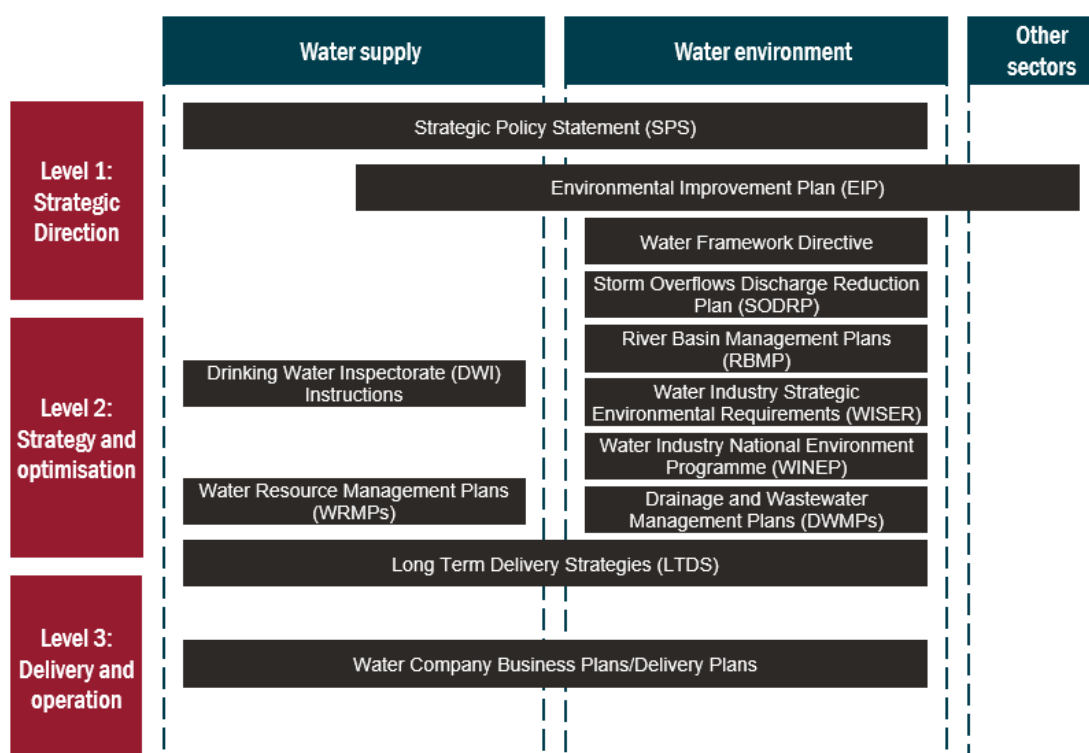 Water supply
Water environment
Other
sectors
Level 1:
Strategic
Direction
Strategic Policy Statement (SPS)
Environmental Improvement Plan (EIP)
Water Framework Directive
Storm Overflows Discharge Reduction
Plan (SODRP)
Level 2:
Strategy and
optimisation
River Basin Management Plans
(RBMP)
Drinking Water Inspectorate (DWI)
Instructions
Water Industry Strategic
Environmental Requirements (WISER)
Water Industry National Environment
Programme (WINEP)
Water Resource Management Plans
(WRMPs)
Drainage and Wastewater
Management Plans (DWMPs)
Long Term Delivery Strategies (LTDS)
Level 3:
Delivery and
operation
Water Company Business Plans/Delivery Plans